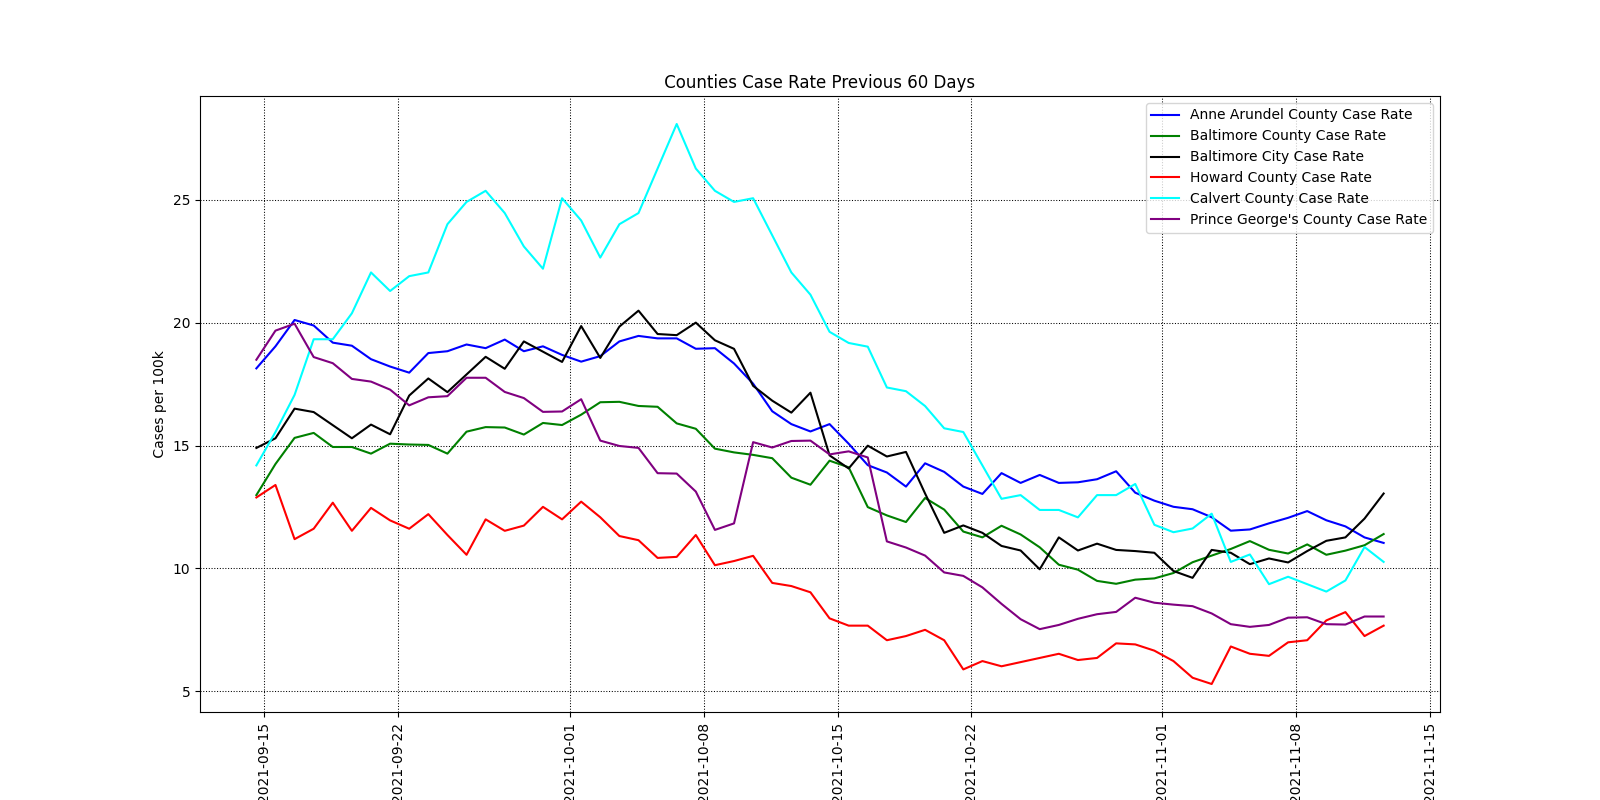 Counties Case Rate Previous 60 Days
Anne Arundel County Case Rate
Baltimore County Case Rate
Baltimore City Case Rate
Howard County Case Rate
Calvert County Case Rate
Prince George's County Case Rate
Cases per 100k
25
20
15
10
5
2021-09-15
2021-09-22
2021-10-01
2021-10-08
2021-10-15
2021-10-22
2021-11-01
2021-11-08
2021-11-15